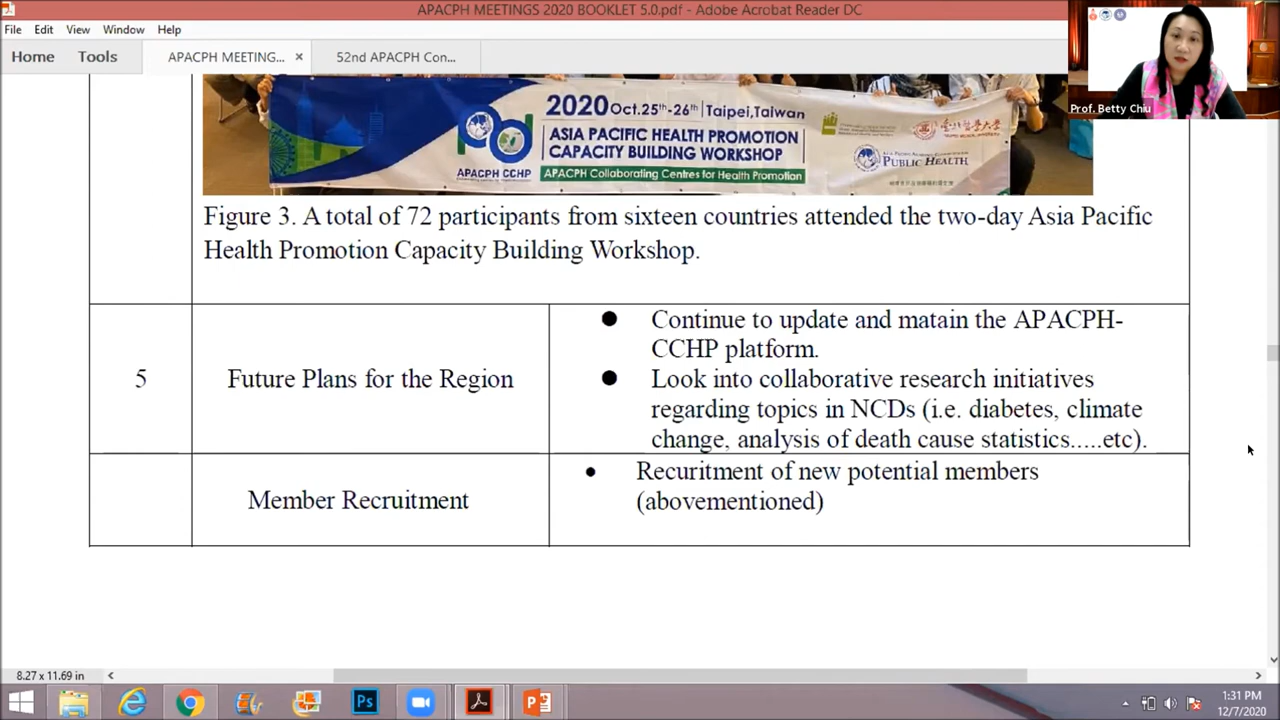 APACPH MEETINGS 2020 BOOKLET 5.0.pdf - Adobe Acrobat Reader DC
File Edit View Window Help
Home Tools APACPH MEETING... × 52nd APACPH Con...
Prof. Betty Chiu
2020 Oct.25th-26th | Taipei,Taiwan
ASIA PACIFIC HEALTH PROMOTION
CAPACITY BUILDING WORKSHOP
APACPH CCHP
APACPH Collaborating Centres for Health Promotion
PUBLIC HEALTH
Figure 3. A total of 72 participants from sixteen countries attended the two-day Asia Pacific
Health Promotion Capacity Building Workshop.
5
Future Plans for the Region
● Continue to update and matain the APACPH-
CCHP platform.
● Look into collaborative research initiatives
regarding topics in NCDs (i.e. diabetes, climate
change, analysis of death cause statistics.....etc).
Member Recruitment
• Recuritment of new potential members
(abovementioned)
8.27 x 11.69 in
Ps
1:31 PM
12/7/2020